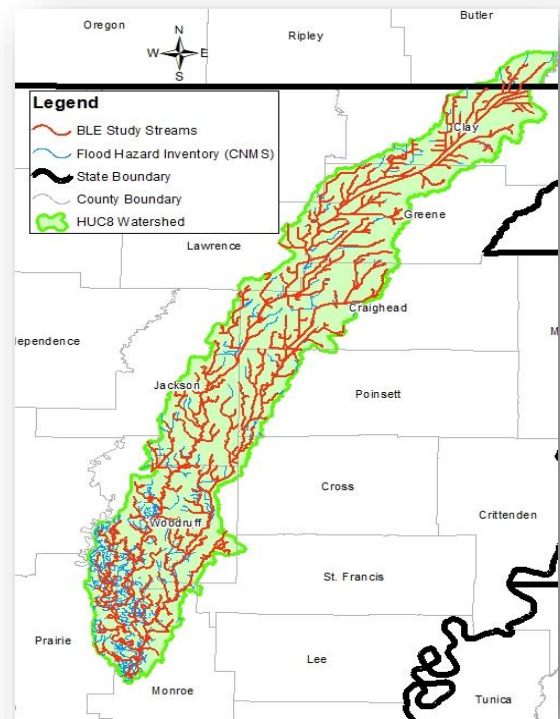 Oregon
Butler
Ripley
N
W E
S
Legend
BLE Study Streams
Flood Hazard Inventory (CNMS)
State Boundary
County Boundary
HUC8 Watershed
Clay
Greene
Lawrence
Craighead
ependence
M
Jackson
Poinsett
Cross
Crittenden
Woodruff
St. Francis
Prairie
Lee
Monroe
Tunica